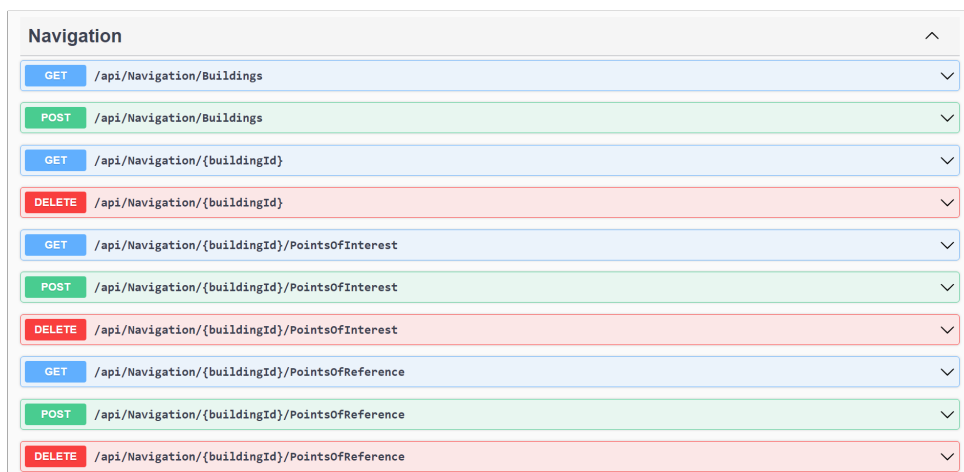 Navigation
GET /api/Navigation/Buildings
POST /api/Navigation/Buildings
GET /api/Navigation/{buildingId}
DELETE /api/Navigation/{buildingId}
GET /api/Navigation/{buildingId}/PointsOfInterest
POST /api/Navigation/{buildingId}/PointsOfInterest
DELETE /api/Navigation/{buildingId}/PointsOfInterest
GET /api/Navigation/{buildingId}/PointsOfReference
POST /api/Navigation/{buildingId}/PointsOfReference
DELETE /api/Navigation/{buildingId}/PointsOfReference